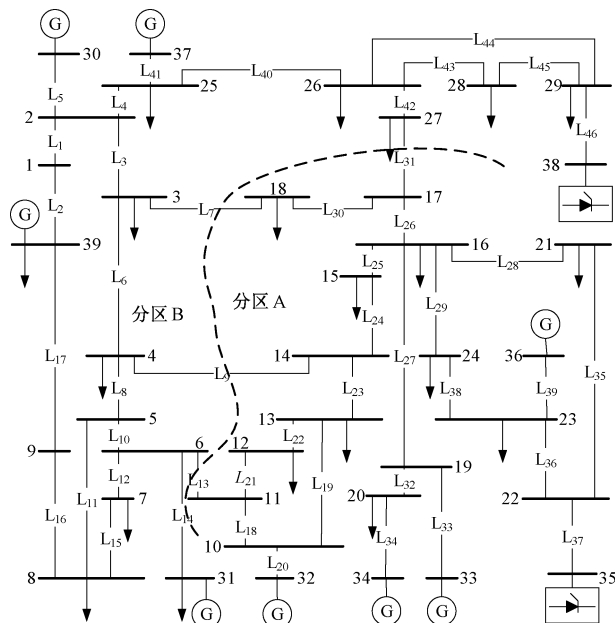 G
G
30
37
L44
L5
L41
L40
L43
L45
L4
25
26
28
29
2
L42
L46
L1
27
L3
38
1
L31
L2
18
G
3
L7
L30
17
L26
39
16
21
L25
L28
15
L6
L29
分区 B
分区 A
L24
G
L17
4
14
L27
24
36
L35
L9
L8
L23
L38
L39
5
13
23
L10
L22
6
12
L36
9
L12
L13
L21
L19
19
L11
7
11
20
L32
22
L16
L14
L18
L33
L15
10
L34
L37
L20
8
31
32
34
33
35
G
G
G
G